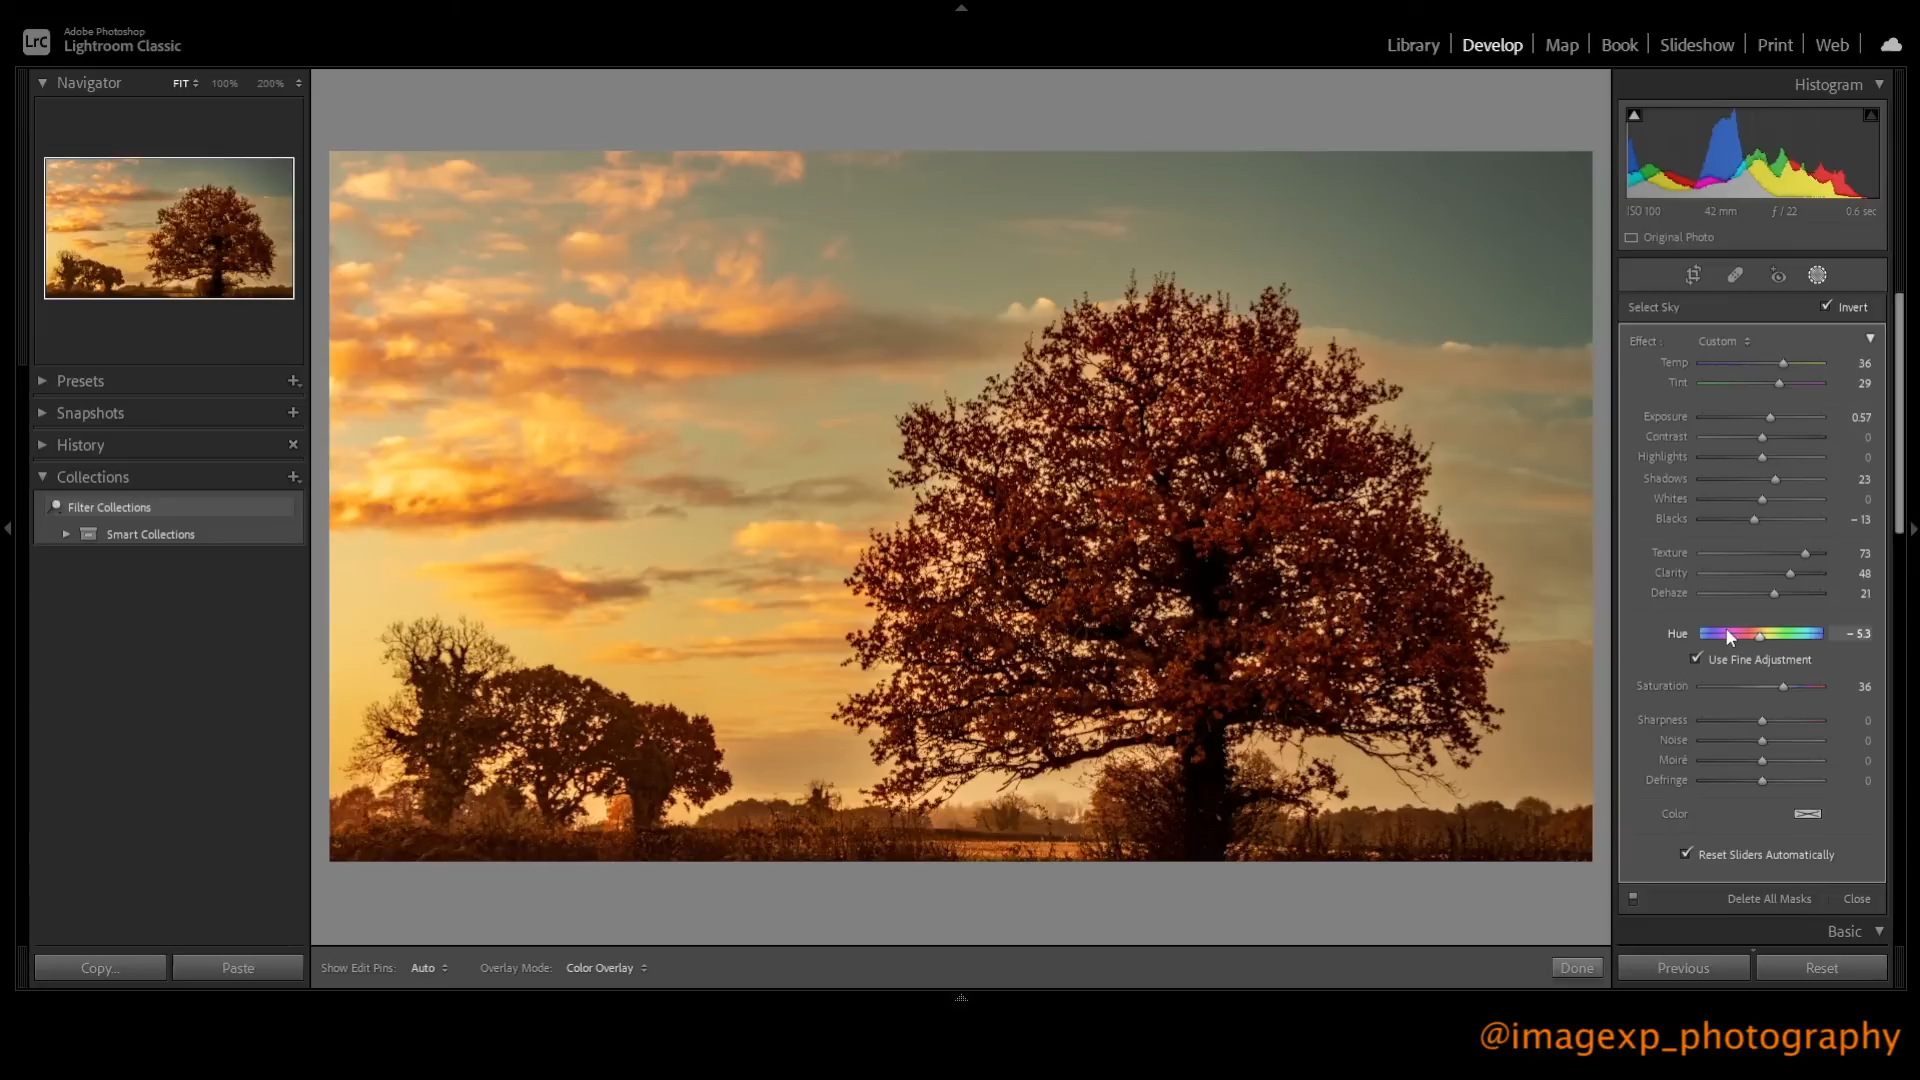 LrC
Adobe Photoshop
Lightroom Classic
Library Develop Map Book Slideshow Print Web
Navigator FIT 100% 200%
Presets
Snapshots
History
Collections
Filter Collections
Smart Collections
Copy... Paste
Show Edit Pins: Auto Overlay Mode: Color Overlay Done
Histogram
ISO 100 42 mm ƒ / 22 0.6 sec
Original Photo
Select Sky Invert
Effect : Custom
Temp 36
Tint 29
Exposure 0.57
Contrast 0
Highlights 0
Shadows 23
Whites 0
Blacks – 13
Texture 73
Clarity 48
Dehaze 21
Hue – 5.3
Use Fine Adjustment
Saturation 36
Sharpness 0
Noise 0
Moiré 0
Defringe 0
Color
Reset Sliders Automatically
Delete All Masks Close
Basic
Previous Reset
@imagexp_photography